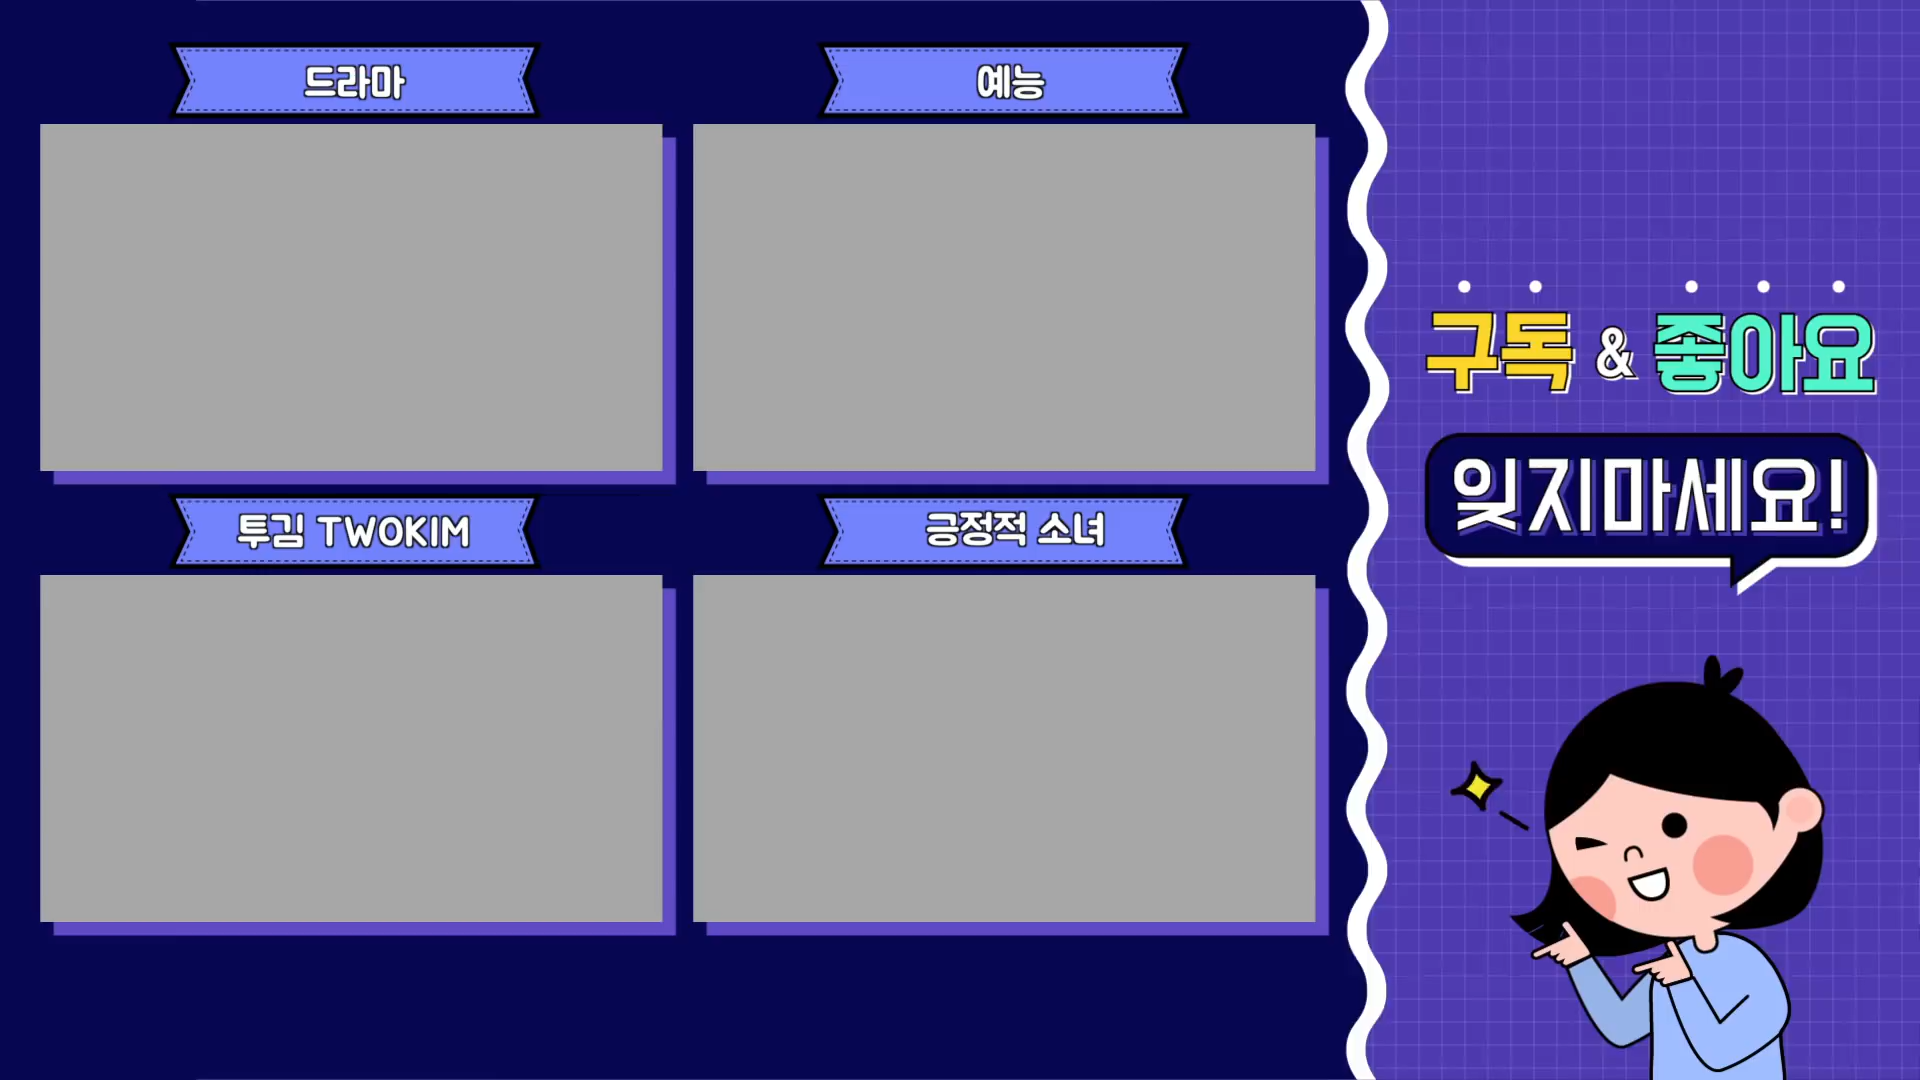 드라마
예능
투김 TWOKIM
긍정적 소녀
구독 & 좋아요
잊지마세요!